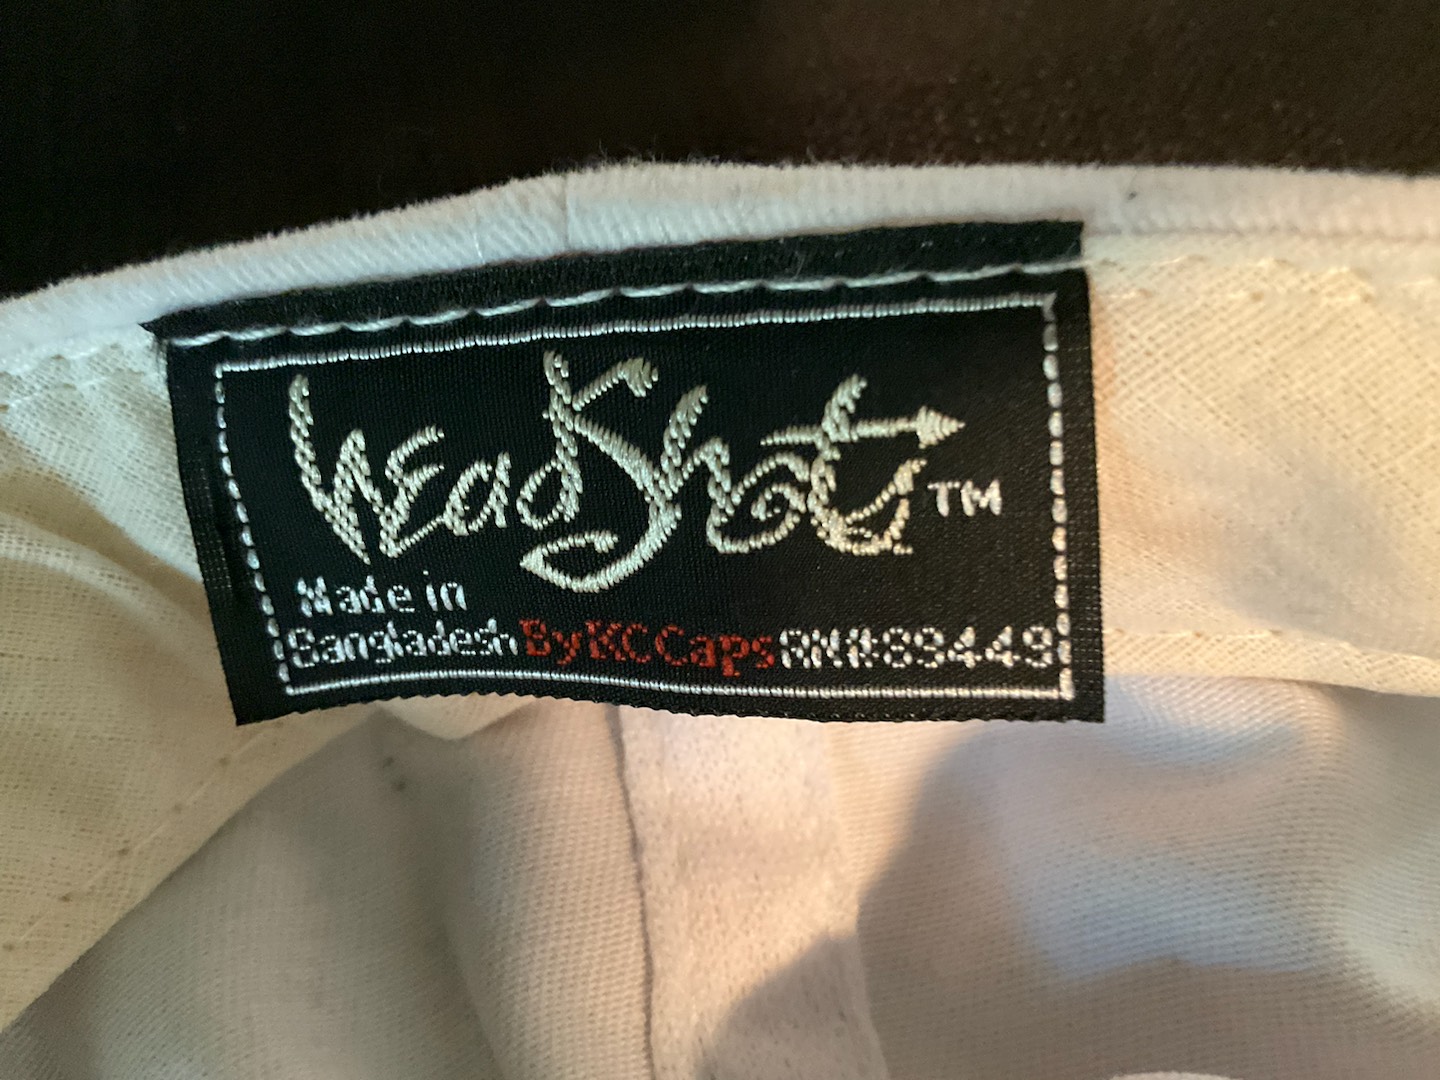 HeadShot™
Made in
Bangladesh By KC Caps RN#89449